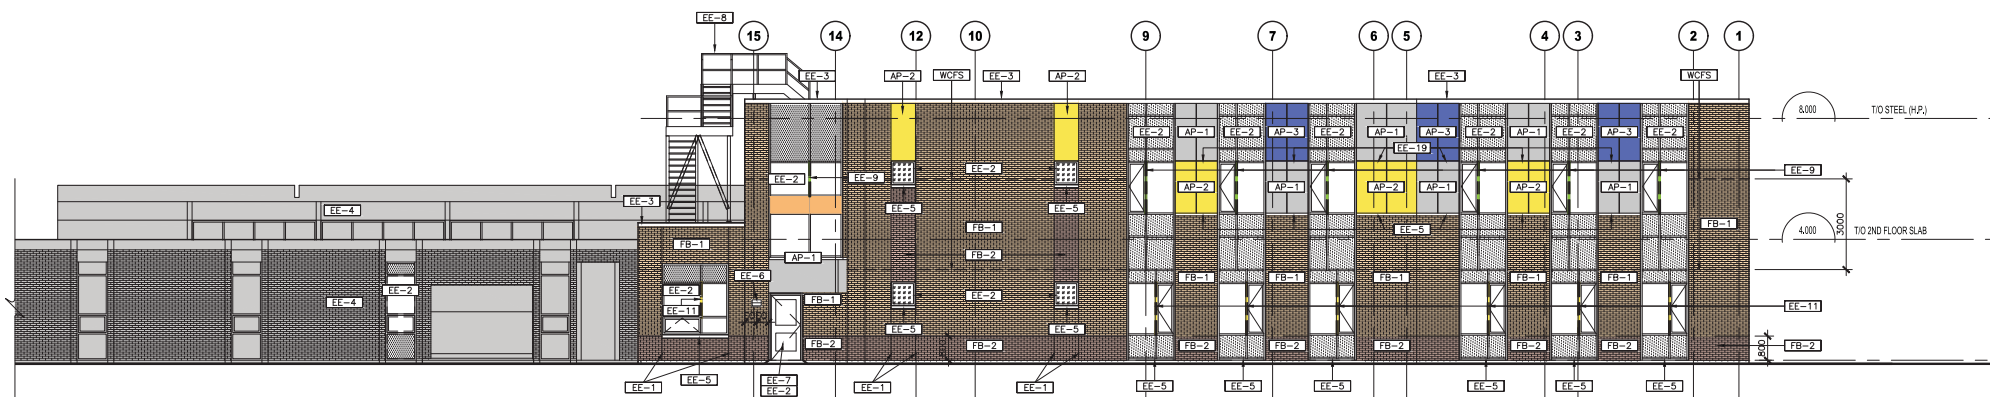 EE-8
15 14 12 10 9 7 6 5 4 3 2 1
EE-3 AP-2 WCFS EE-3 AP-2 EE-3 WCFS
8.000 T/O STEEL (H.P.)
EE-2 AP-1 EE-2 AP-3 EE-2 AP-1 AP-3 EE-2 AP-1 EE-2 AP-3 EE-2
EE-19
EE-2 EE-9 EE-2 EE-9
AP-2 AP-1 AP-2 AP-1 AP-2 AP-1
EE-3 EE-4 EE-5 EE-5
FB-1 FB-1 EE-5 FB-1 3000
4.000 T/O 2ND FLOOR SLAB
FB-1 AP-1 FB-2
EE-6 FB-1 FB-1 FB-1 FB-1 FB-1
EE-2 EE-2 EE-2
EE-4 EE-11 FB-1 EE-11
EE-5 EE-5
FB-2 FB-2 FB-2 FB-2 FB-2 FB-2 FB-2 800 FB-2
EE-1 EE-5 EE-7 EE-1 EE-1 EE-5 EE-5 EE-5 EE-5 EE-5 EE-5
EE-2